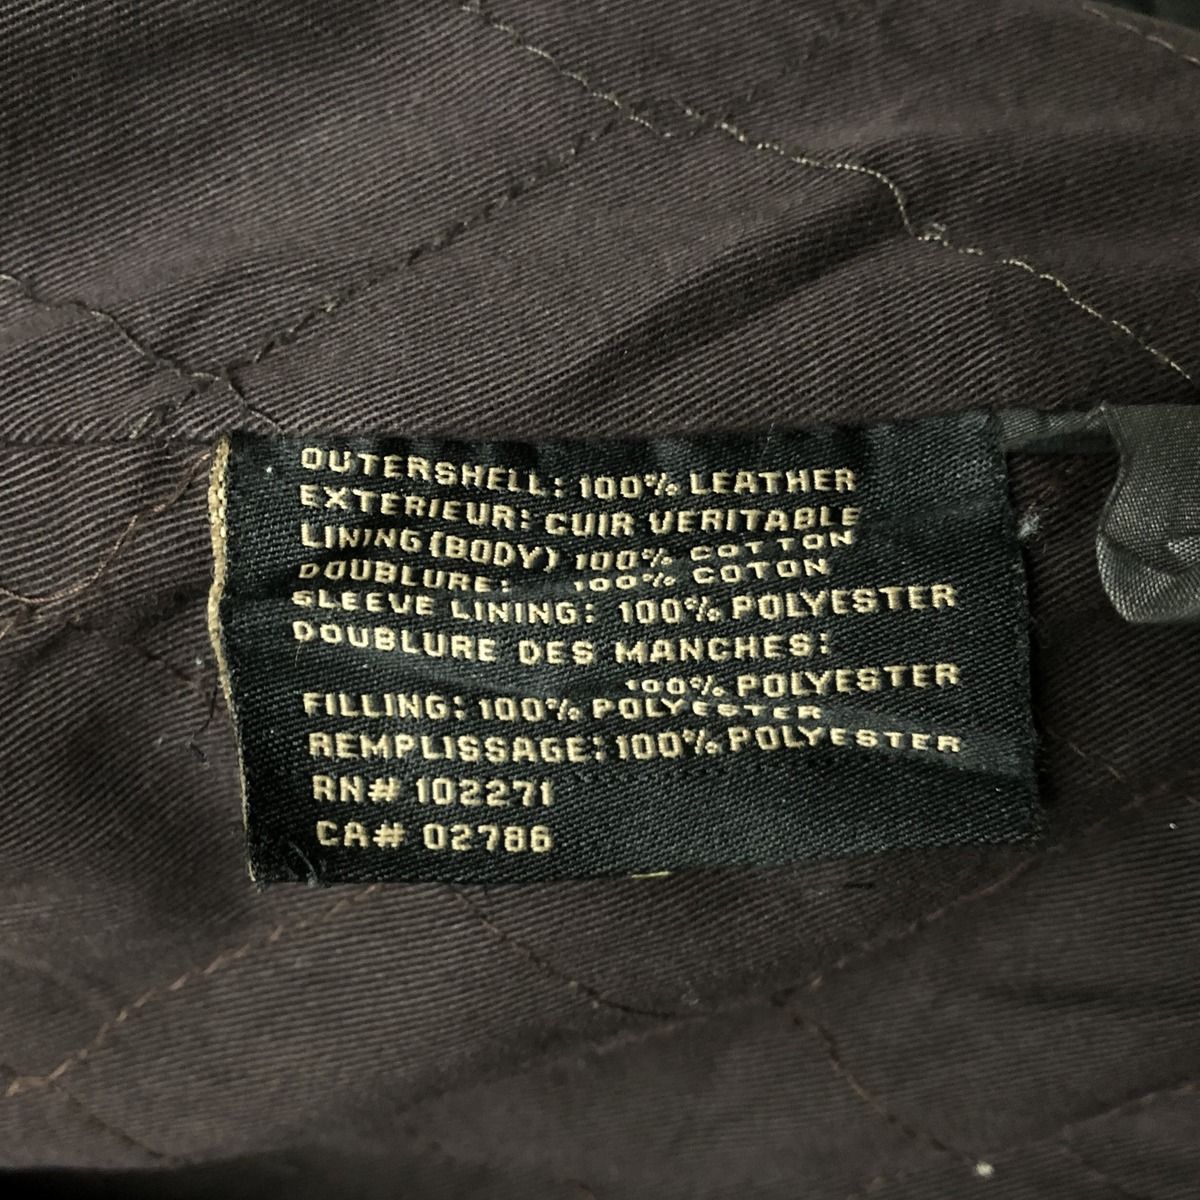 OUTERSHELL: 100% LEATHER
EXTERIEUR: CUIR VERITABLE
LINING (BODY) 100% COTTON
DOUBLURE: 100% COTON
SLEEVE LINING: 100% POLYESTER
DOUBLURE DES MANCHES:
100% POLYESTER
FILLING: 100% POLYESTER
REMPLISSAGE: 100% POLYESTER
RN# 102271
CA# 02786